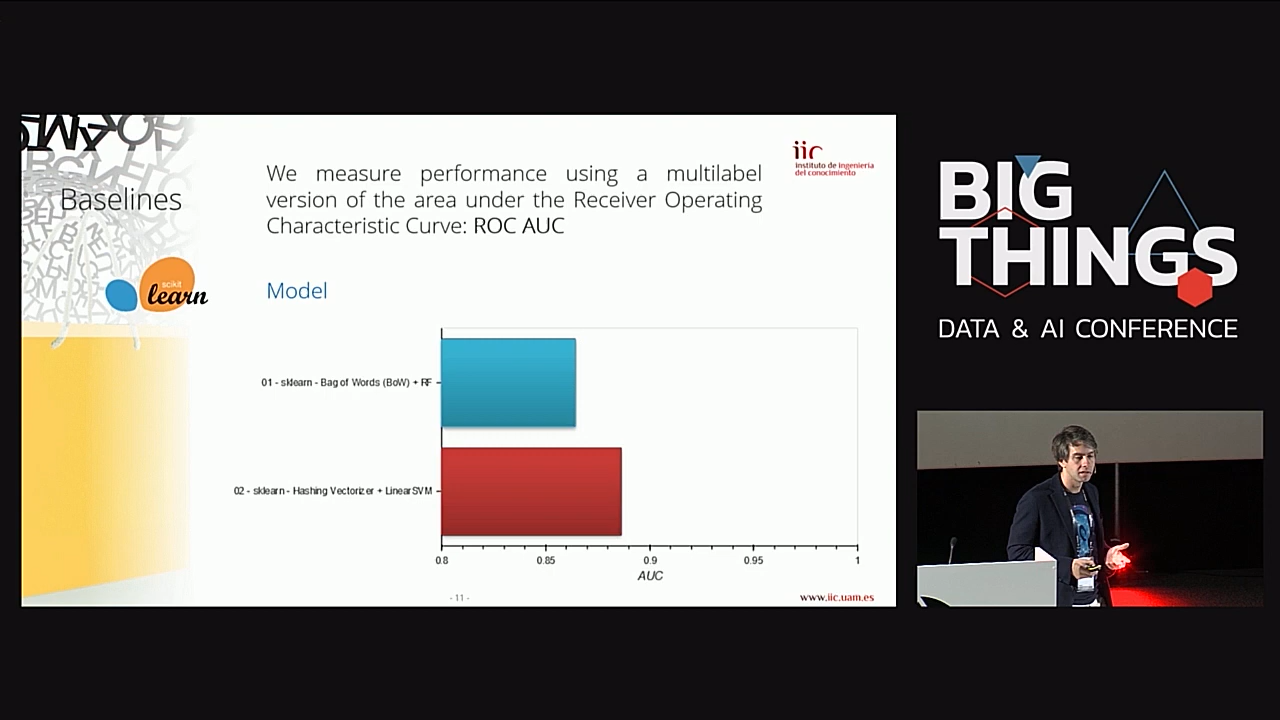 Baselines
scikit
learn
We measure performance using a multilabel
version of the area under the Receiver Operating
Characteristic Curve: ROC AUC
iic
instituto de ingeniería
del conocimiento
Model
01 - sklearn - Bag of Words (BoW) + RF
02 - sklearn - Hashing Vectorizer + LinearSVM
0.8
0.85
0.9
0.95
1
AUC
- 11 -
www.iic.uam.es
BIG
THINGS
DATA & AI CONFERENCE